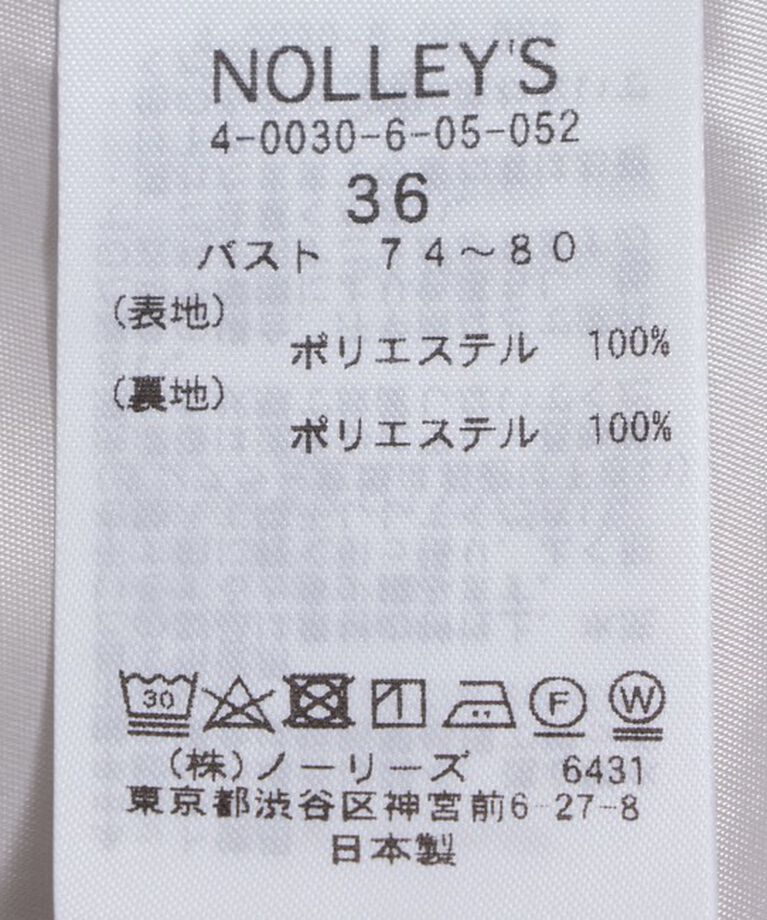 NOLLEY'S
4-0030-6-05-052
36
バスト 74～80
(表地)
ポリエステル 100%
(裏地)
ポリエステル 100%
30 F W
(株)ノーリーズ 6431
東京都渋谷区神宮前6-27-8
日本製